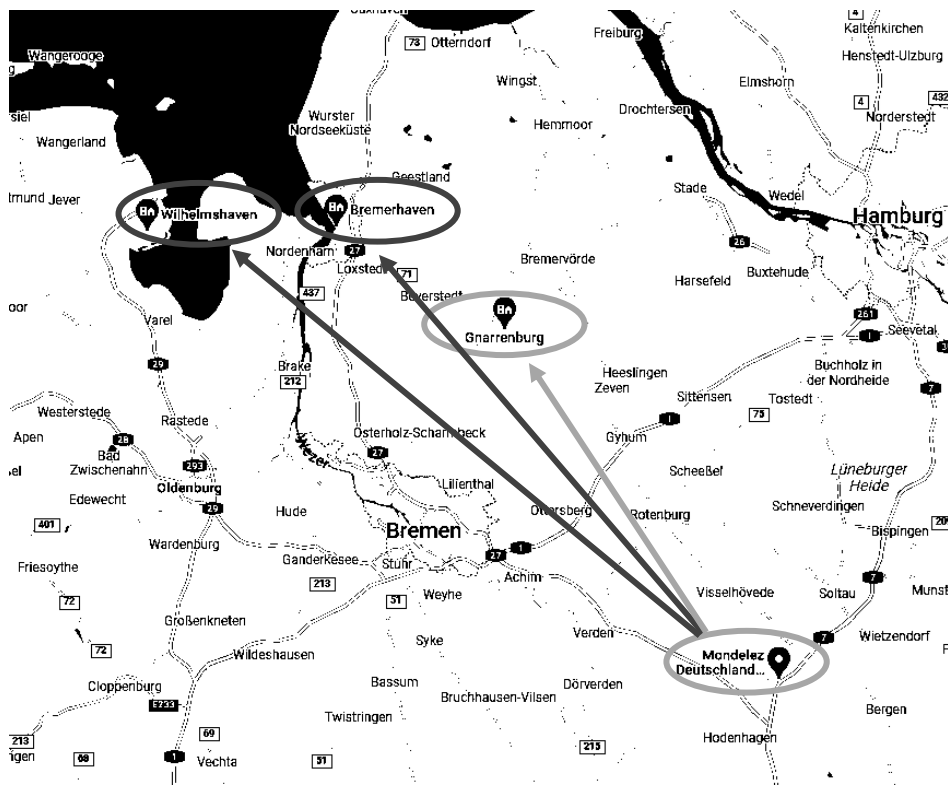 Cuxhaven
78
Otterndorf
Freiburg
4
Kaltenkirchen
Henstedt-Ulzburg
Wangerooge
Wingst
Elmshorn
4
432
Wurster
Nordseeküste
Hemmoor
Drochtersen
Norderstedt
Wangerland
Geestland
Stade
Wedel
Jever
Wilhelmshaven
Bremerhaven
Hamburg
26
Nordenham
27
Loxstedt
71
Bremervörde
Harsefeld
Buxtehude
437
Beverstedt
Gnarrenburg
261
1
Seevetal
Varel
29
Brake
212
Heeslingen
Zeven
Sittensen
75
Tostedt
Buchholz in
der Nordheide
7
Westerstede
Rastede
1
Apen
28
Bad
Zwischenahn
Osterholz-Scharmbeck
27
Gyhum
293
Weser
Scheeßel
Lüneburger
Heide
Edewecht
Oldenburg
29
Lilienthal
Hude
Ottersberg
Rotenburg
Schneverdingen
401
Bremen
Bispingen
Wardenburg
Ganderkesee
Stuhr
27
1
Achim
Friesoythe
213
Weyhe
7
72
51
Visselhövede
Soltau
Großenkneten
Syke
Verden
7
Wietzendorf
72
Wildeshausen
Mondelez
Deutschland...
Cloppenburg
Bassum
Dörverden
Bruchhausen-Vilsen
E233
Bergen
Twistringen
69
213
Hodenhagen
68
1
Vechta
51
215